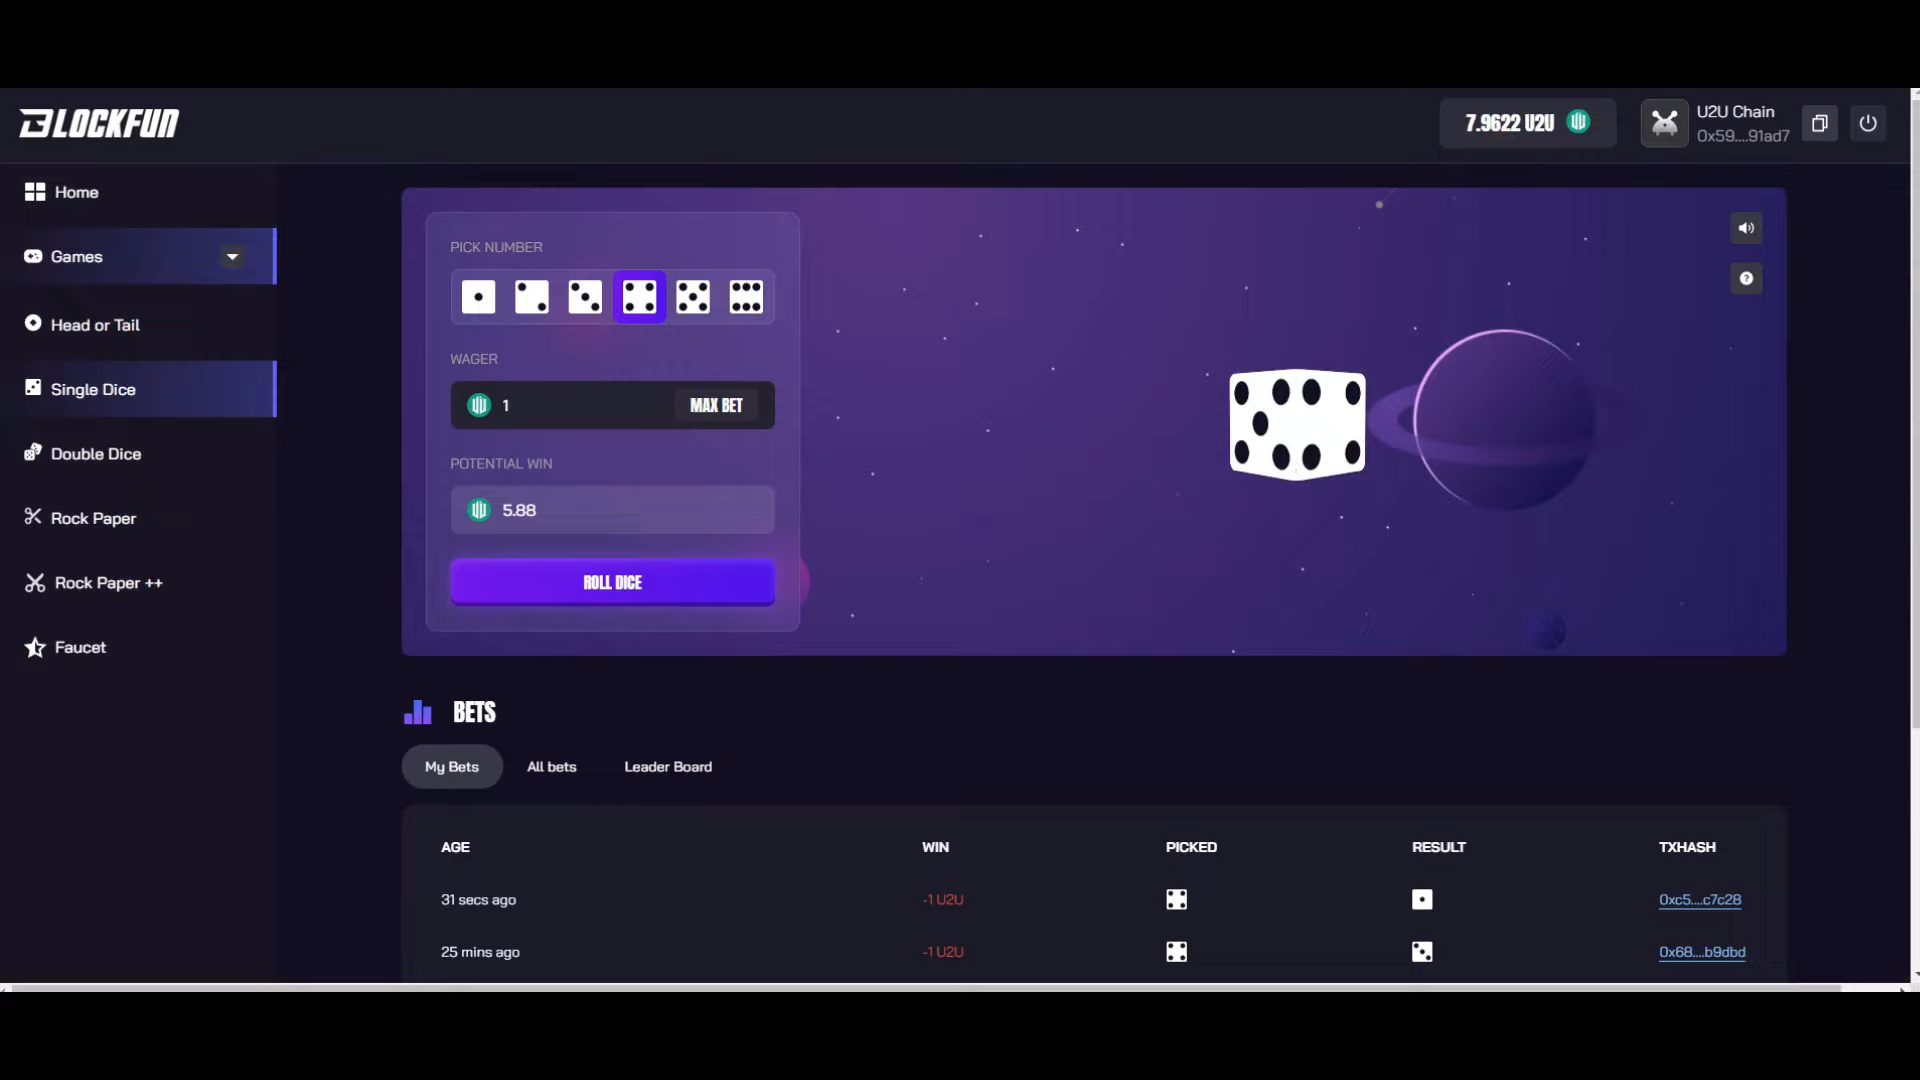 BLOCKFUN
7.9622 U2U
U2U Chain
0x59....91ad7
Home
Games
Head or Tail
Single Dice
Double Dice
Rock Paper
Rock Paper ++
Faucet
PICK NUMBER
WAGER
1 MAX BET
POTENTIAL WIN
5.88
ROLL DICE
BETS
My Bets All bets Leader Board
AGE WIN PICKED RESULT TXHASH
31 secs ago -1 U2U 0xc5....c7c28
25 mins ago -1 U2U 0x68....b9dbd